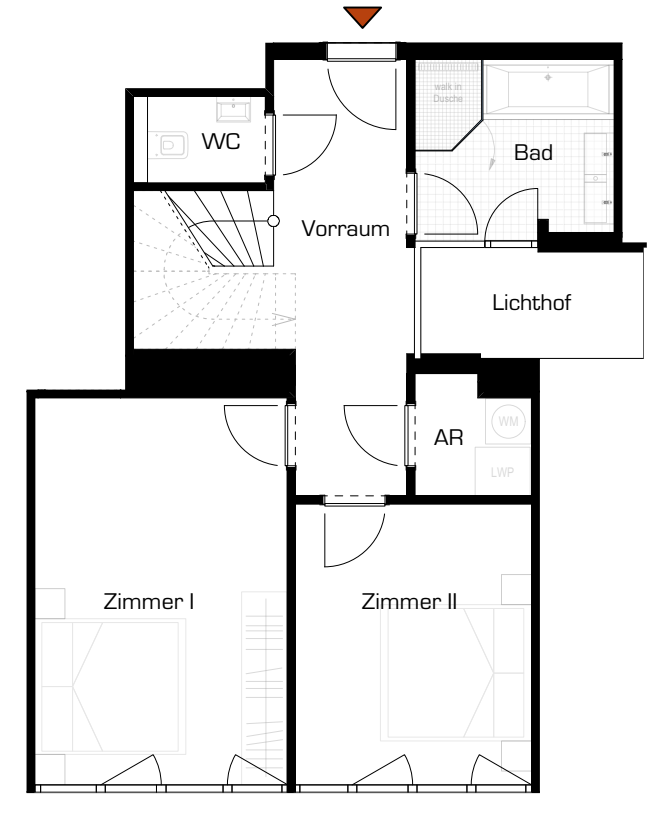 walk in
Dusche
WC
Bad
Vorraum
Lichthof
AR
WM
LWP
Zimmer I
Zimmer II